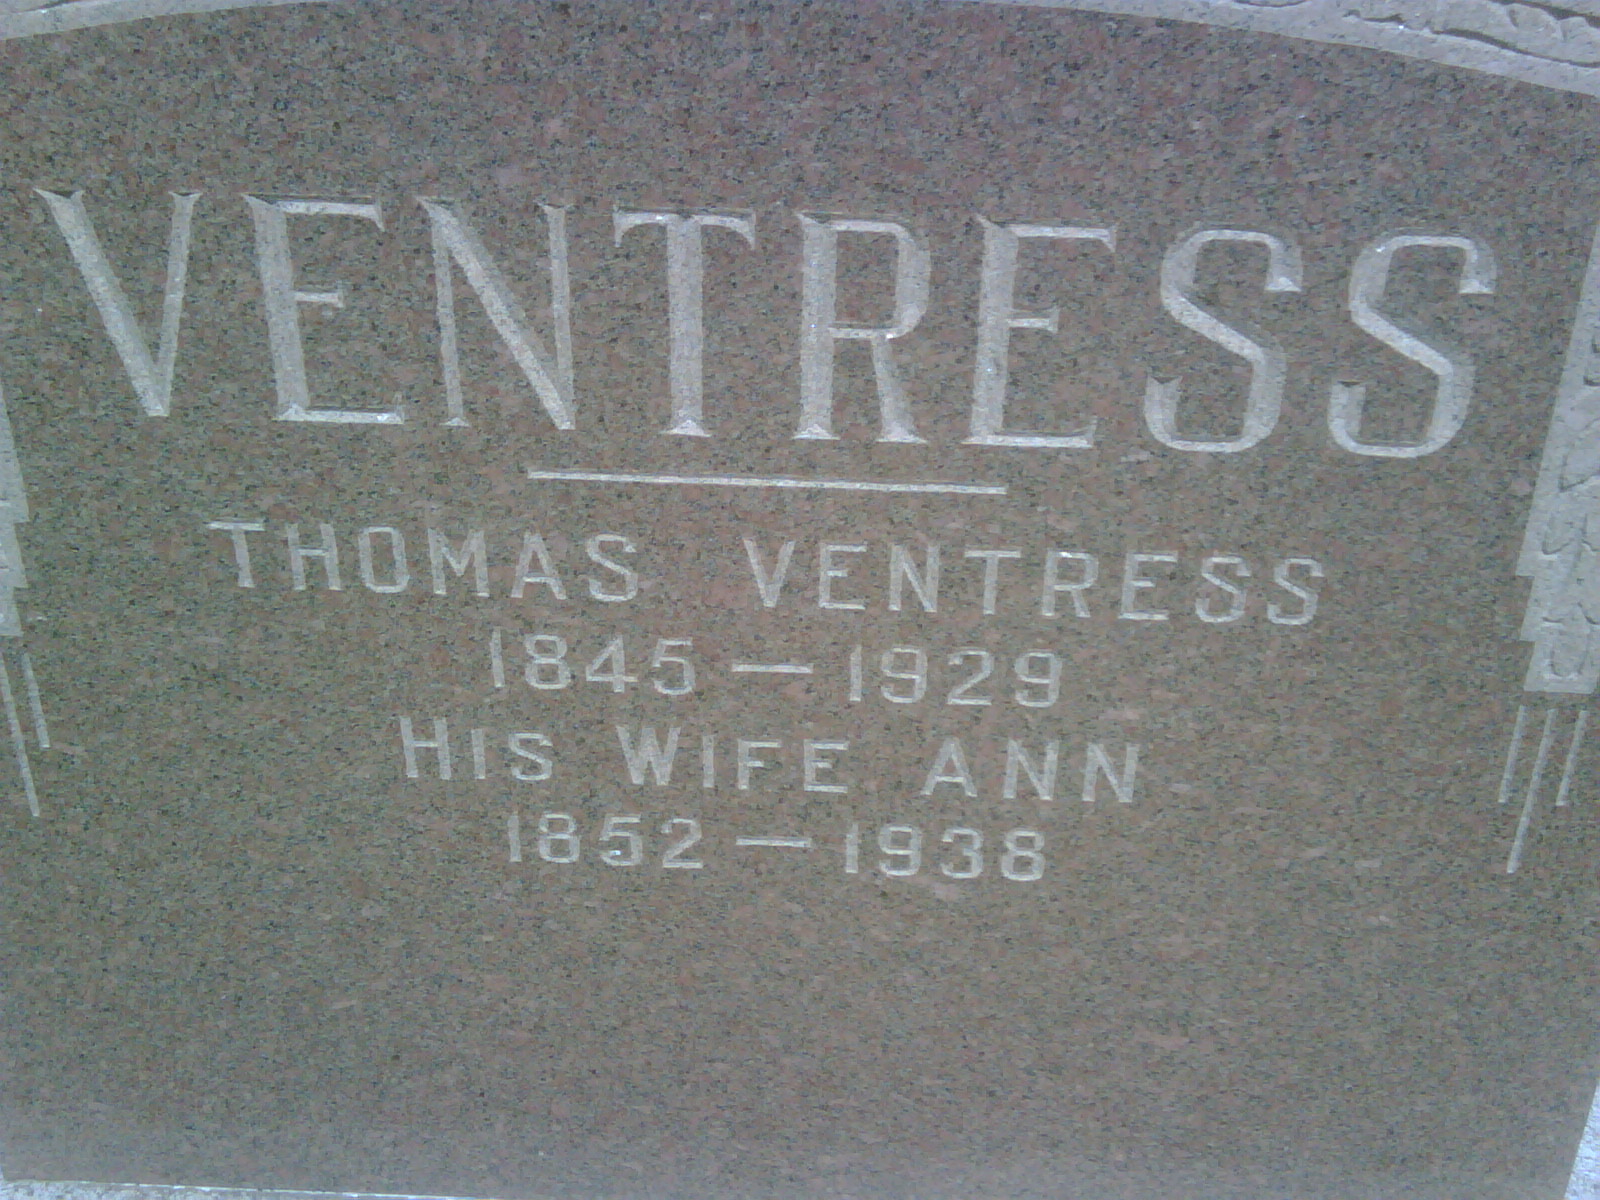 VENTRESS
THOMAS VENTRESS
1845 — 1929
HIS WIFE ANN
1852 — 1938